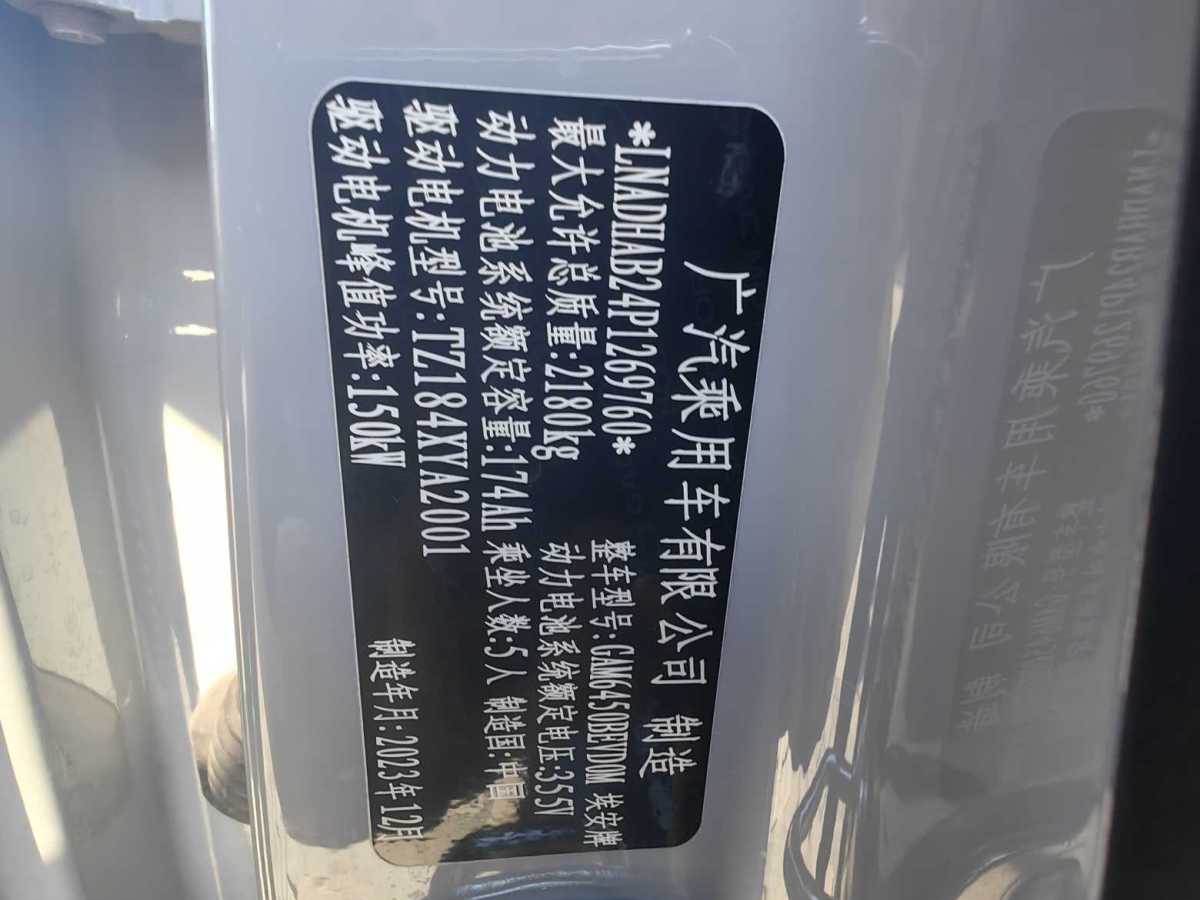 广汽乘用车有限公司 制造
*LNADHAB24P1269760* 整车型号:GAM6450BEVD0M 埃安牌
最大允许总质量:2180kg 动力电池系统额定电压:355V
动力电池系统额定容量:174Ah 乘坐人数:5人 制造国:中国
驱动电机型号:TZ184XYA2001
驱动电机峰值功率:150kW 制造年月:2023年12月